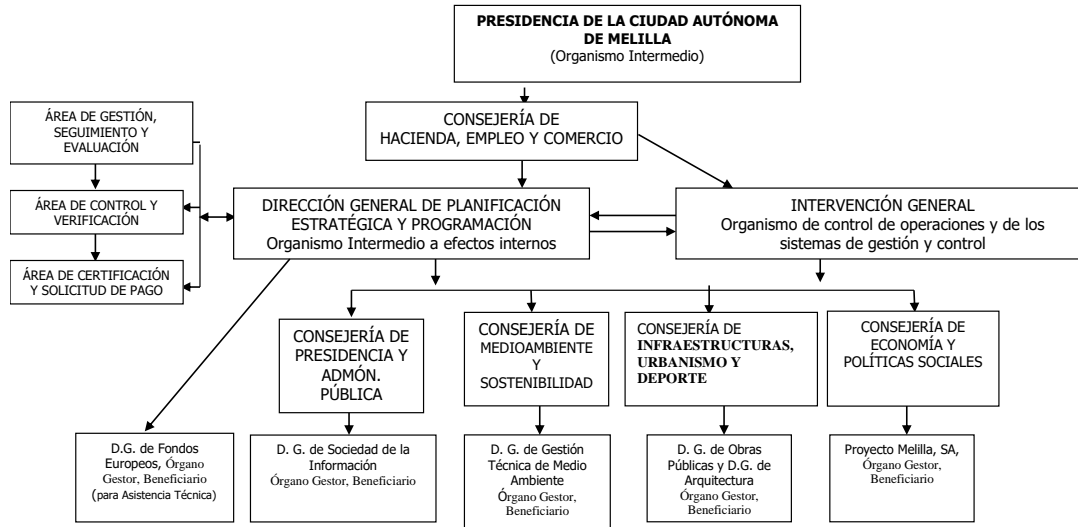 PRESIDENCIA DE LA CIUDAD AUTÓNOMA
DE MELILLA
(Organismo Intermedio)
CONSEJERÍA DE
HACIENDA, EMPLEO Y COMERCIO
ÁREA DE GESTIÓN,
SEGUIMIENTO Y
EVALUACIÓN
ÁREA DE CONTROL Y
VERIFICACIÓN
ÁREA DE CERTIFICACIÓN
Y SOLICITUD DE PAGO
DIRECCIÓN GENERAL DE PLANIFICACIÓN
ESTRATÉGICA Y PROGRAMACIÓN
Organismo Intermedio a efectos internos
INTERVENCIÓN GENERAL
Organismo de control de operaciones y de los
sistemas de gestión y control
CONSEJERÍA DE
PRESIDENCIA Y
ADMÓN.
PÚBLICA
CONSEJERÍA DE
MEDIOAMBIENTE
Y
SOSTENIBILIDAD
CONSEJERÍA DE
INFRAESTRUCTURAS,
URBANISMO Y
DEPORTE
CONSEJERÍA DE
ECONOMÍA Y
POLÍTICAS SOCIALES
D.G. de Fondos
Europeos, Órgano
Gestor, Beneficiario
(para Asistencia Técnica)
D. G. de Sociedad de la
Información
Órgano Gestor, Beneficiario
D. G. de Gestión
Técnica de Medio
Ambiente
Órgano Gestor,
Beneficiario
D. G. de Obras
Públicas y D.G. de
Arquitectura
Órgano Gestor,
Beneficiario
Proyecto Melilla, SA,
Órgano Gestor,
Beneficiario